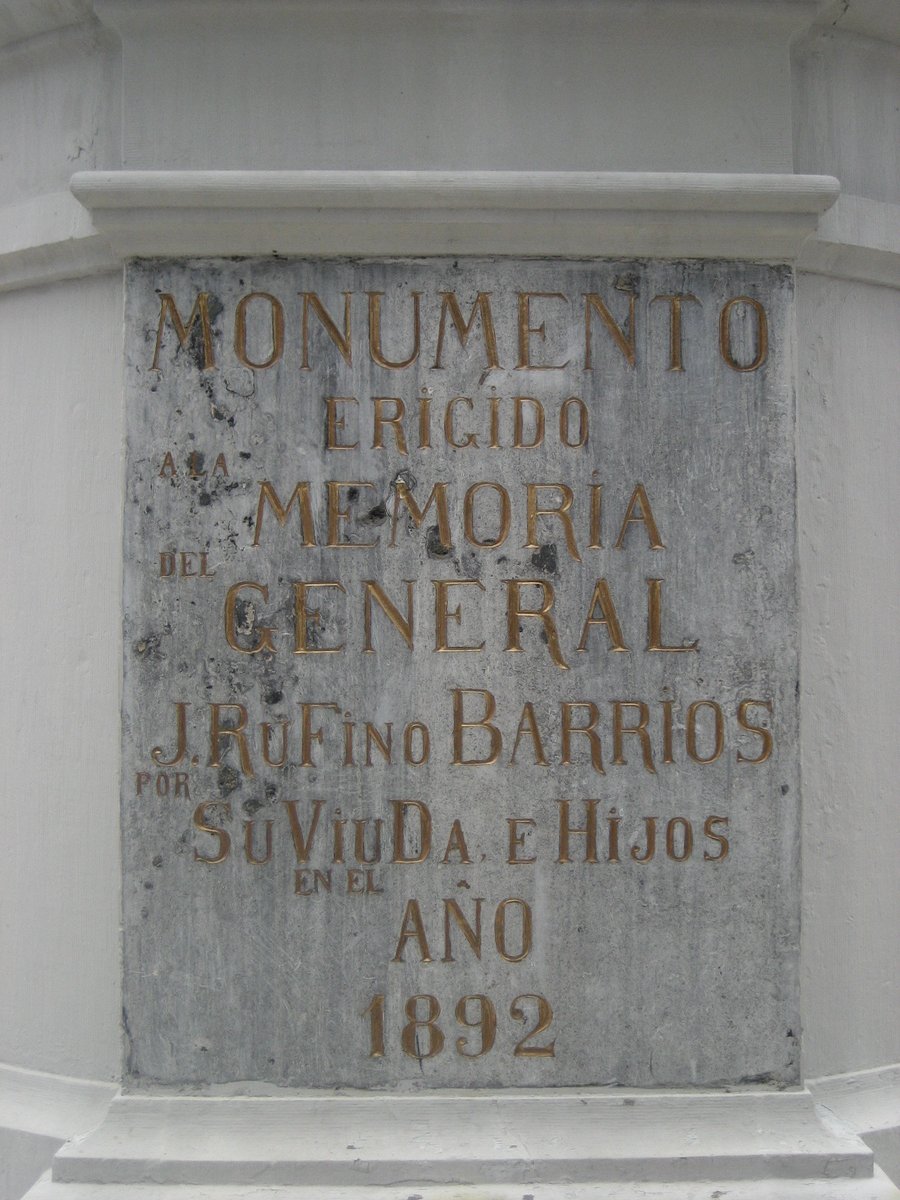 MONUMENTO
ERIGIDO
A LA
MEMORIA
DEL
GENERAL
J. RUFINO BARRIOS
POR
SU VIUDA, E HIJOS
EN EL
AÑO
1892